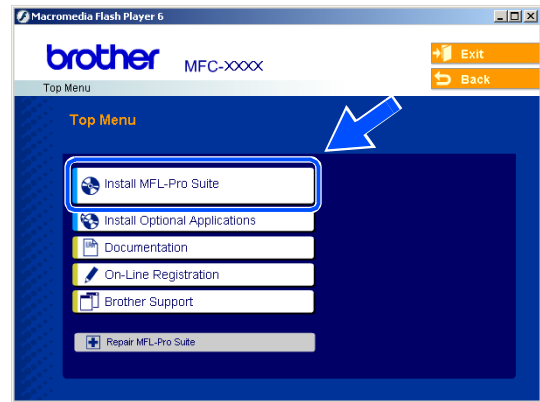 Macromedia Flash Player 6
brother MFC-XXXX
Exit
Back
Top Menu
Top Menu
Install MFL-Pro Suite
Install Optional Applications
Documentation
On-Line Registration
Brother Support
Repair MFL-Pro Suite